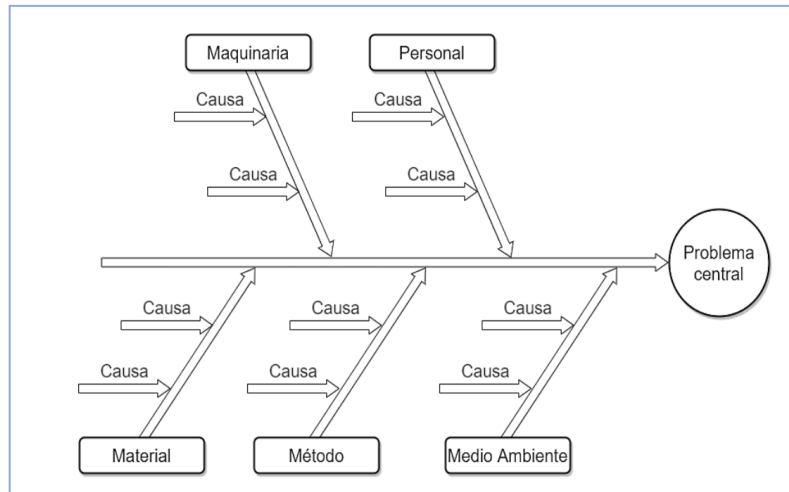 Maquinaria
Personal
Causa
Causa
Causa
Causa
Problema
central
Causa
Causa
Causa
Causa
Causa
Causa
Material
Método
Medio Ambiente